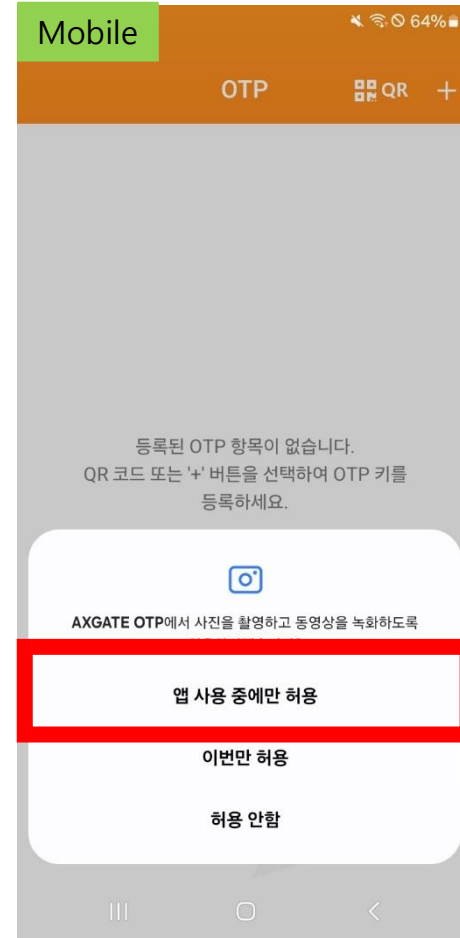 Mobile
64%
OTP
QR +
등록된 OTP 항목이 없습니다.
QR 코드 또는 '+' 버튼을 선택하여 OTP 키를
등록하세요.
AXGATE OTP에서 사진을 촬영하고 동영상을 녹화하도록
앱 사용 중에만 허용
이번만 허용
허용 안함